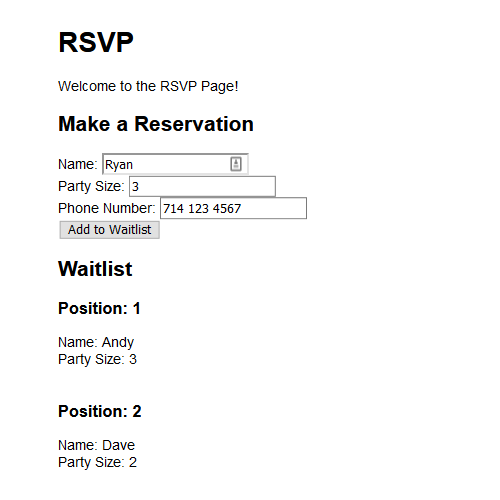 RSVP
Welcome to the RSVP Page!
Make a Reservation
Name: Ryan
Party Size: 3
Phone Number: 714 123 4567
Add to Waitlist
Waitlist
Position: 1
Name: Andy
Party Size: 3
Position: 2
Name: Dave
Party Size: 2